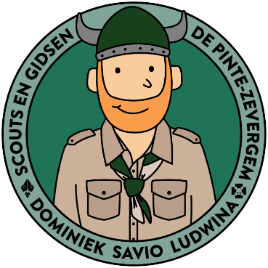 SCOUTS EN GIDSEN
DE PINTE-ZEVERGEM
DOMINIEK SAVIO LUDWINA